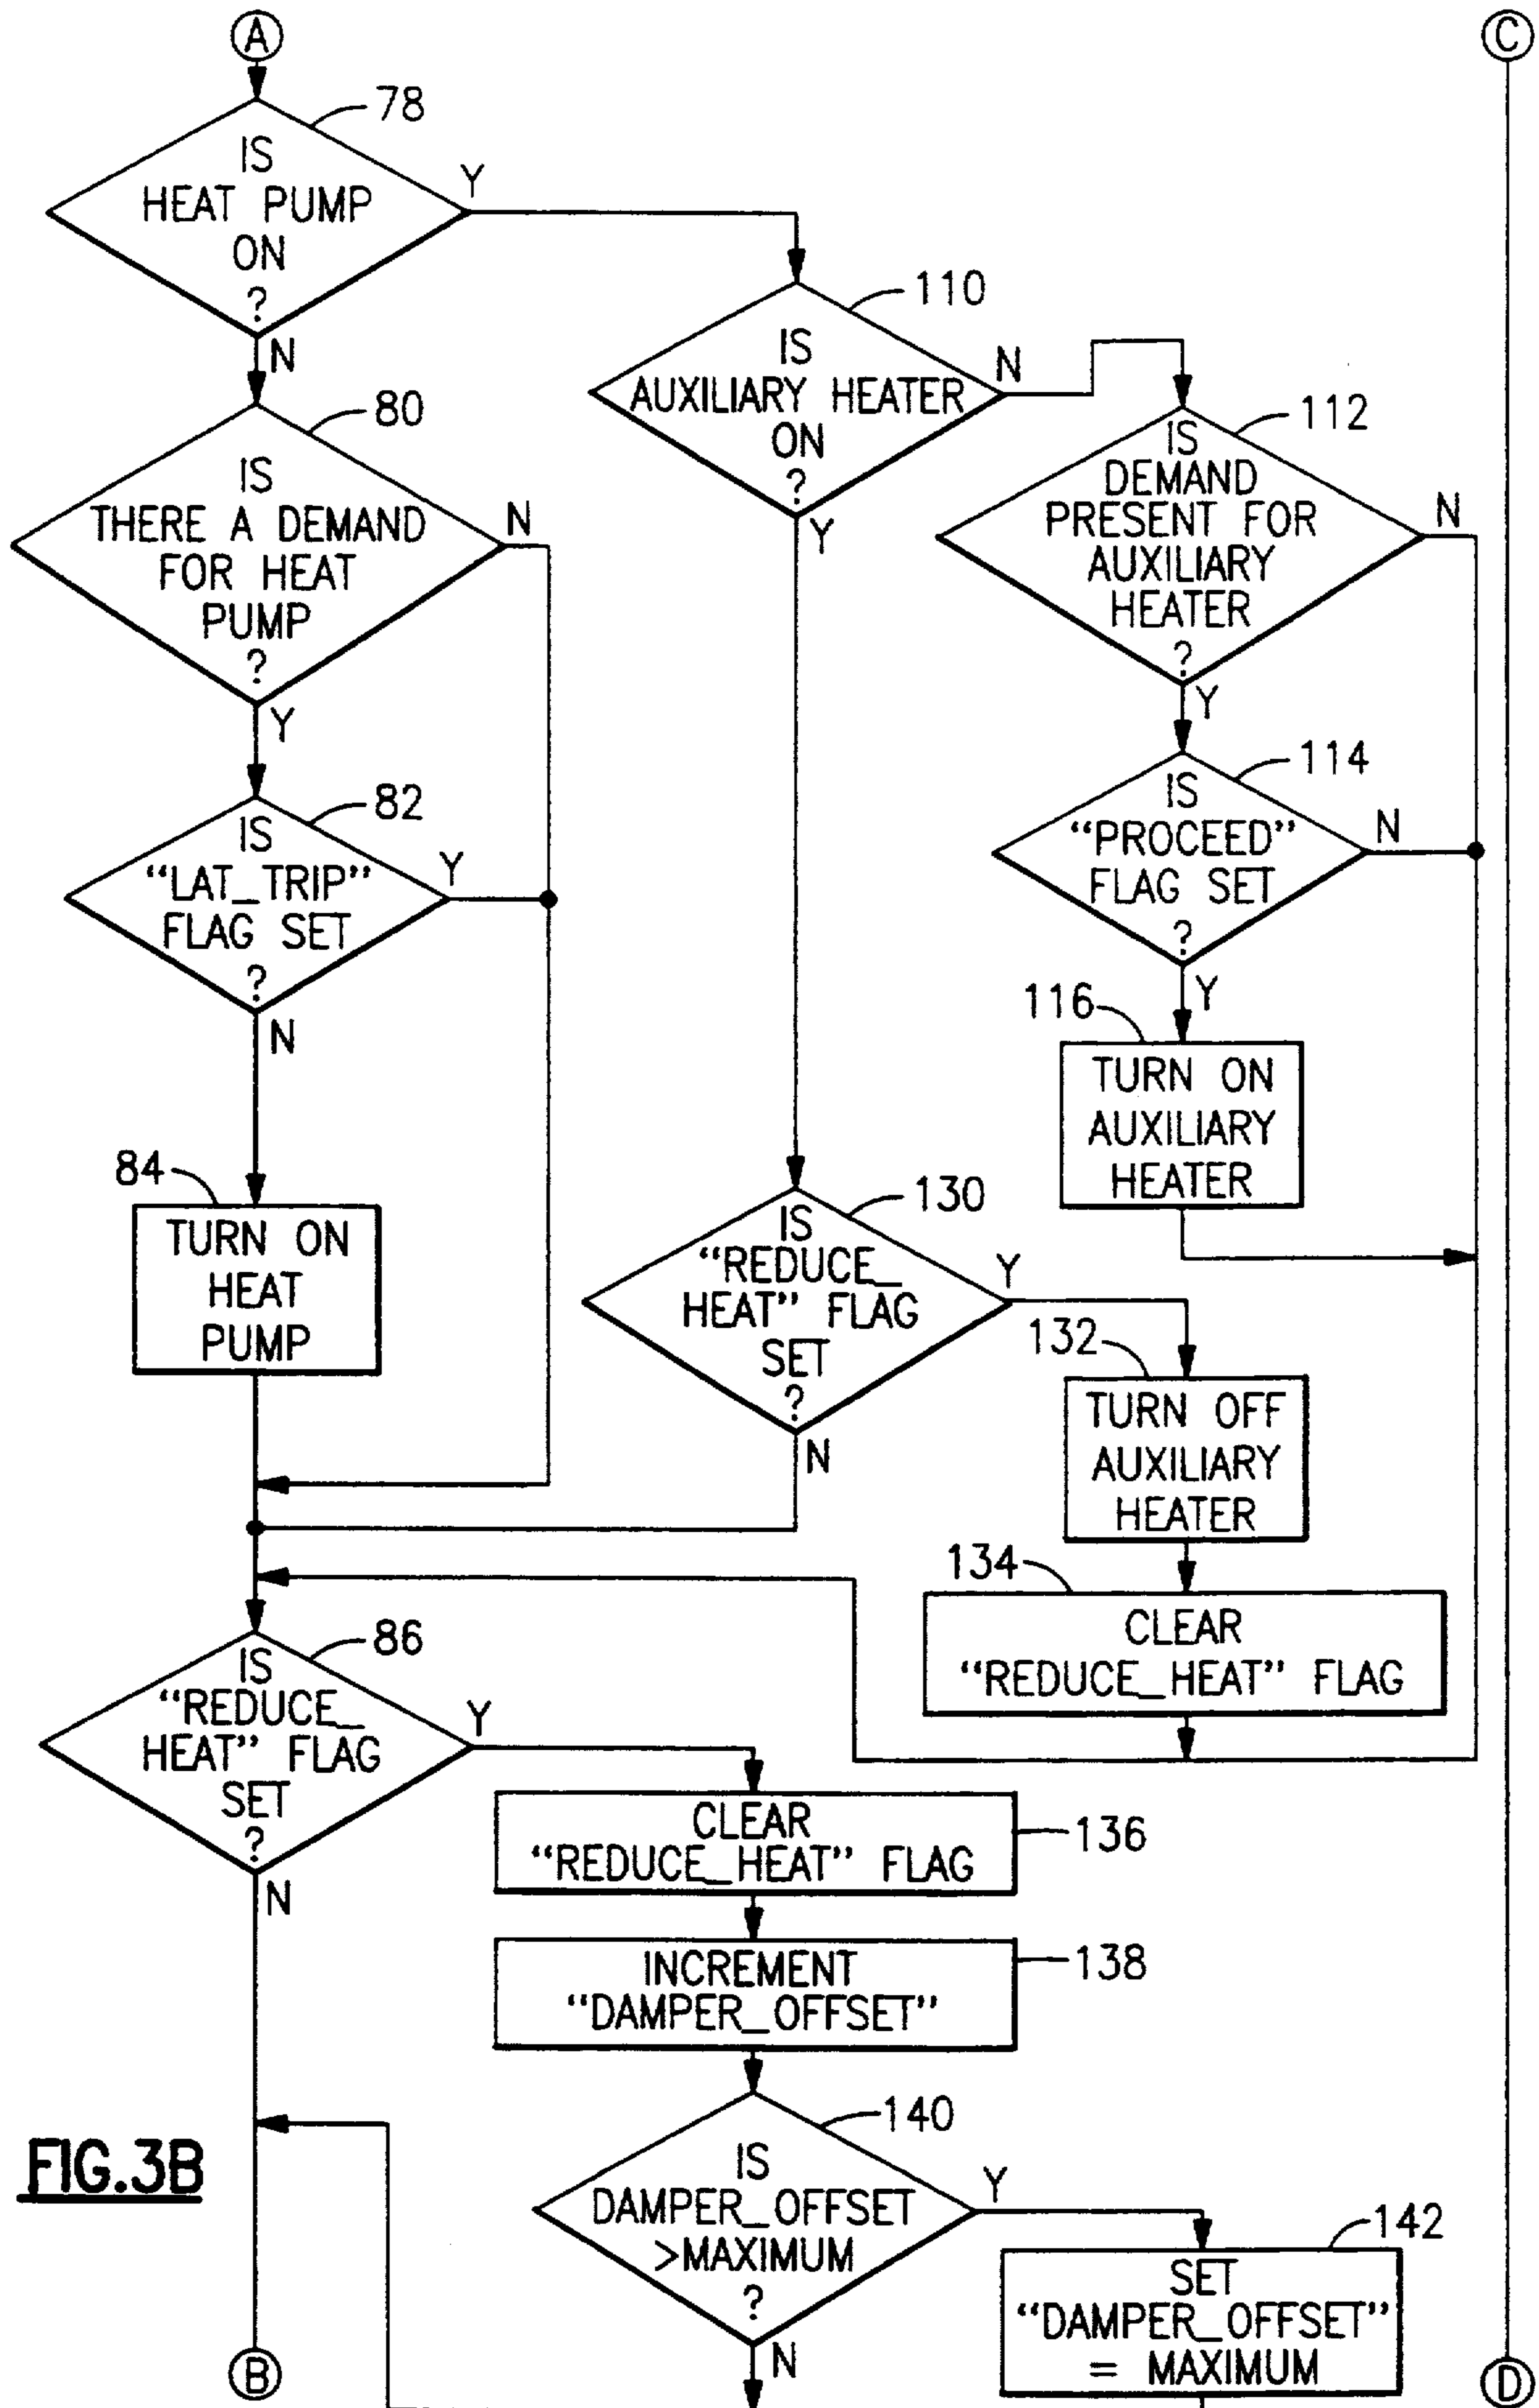 A
C
78
IS
HEAT PUMP
ON
?
Y
N
110
IS
AUXILIARY HEATER
ON
?
N
Y
80
IS
THERE A DEMAND
FOR HEAT
PUMP
?
N
Y
112
IS
DEMAND
PRESENT FOR
AUXILIARY
HEATER
?
N
Y
82
IS
“LAT_TRIP”
FLAG SET
?
Y
N
114
IS
“PROCEED”
FLAG SET
?
N
Y
116
TURN ON
AUXILIARY
HEATER
84
TURN ON
HEAT
PUMP
130
IS
“REDUCE_
HEAT” FLAG
SET
?
Y
N
132
TURN OFF
AUXILIARY
HEATER
134
CLEAR
“REDUCE_HEAT” FLAG
86
IS
“REDUCE_
HEAT” FLAG
SET
?
Y
N
CLEAR
“REDUCE_HEAT” FLAG
136
INCREMENT
“DAMPER_OFFSET”
138
140
IS
DAMPER_OFFSET
>MAXIMUM
?
Y
N
142
SET
“DAMPER_OFFSET”
= MAXIMUM
FIG.3B
B
D